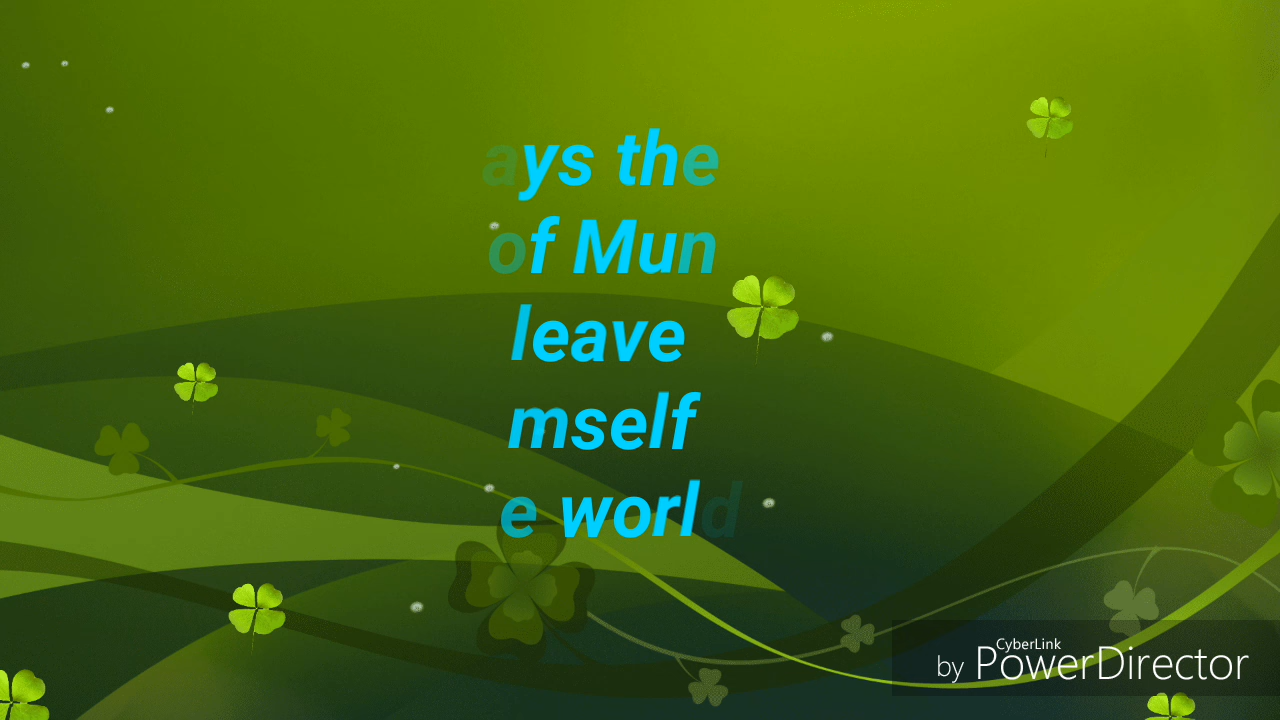 ays the
of Mun
leave
mself
e world
CyberLink
by PowerDirector